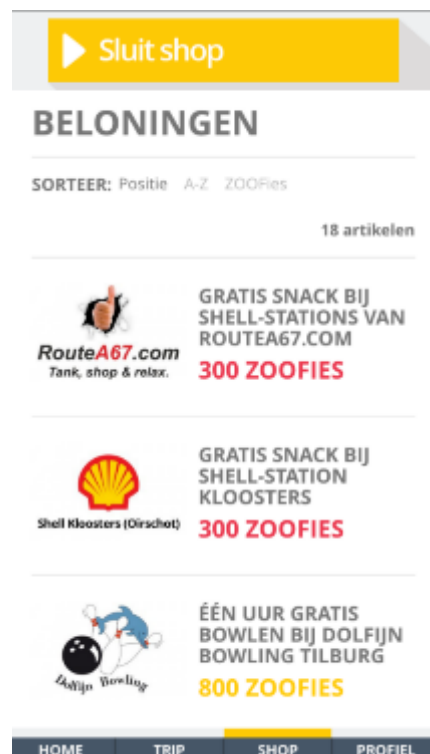 Sluit shop
BELONINGEN
SORTEER: Positie A-Z ZOOFies
18 artikelen
GRATIS SNACK BIJ
SHELL-STATIONS VAN
ROUTEA67.COM
300 ZOOFIES
RouteA67.com
Tank, shop & relax.
GRATIS SNACK BIJ
SHELL-STATION
KLOOSTERS
300 ZOOFIES
Shell Kloosters (Oirschot)
ÉÉN UUR GRATIS
BOWLEN BIJ DOLFIJN
BOWLING TILBURG
800 ZOOFIES
Dolfijn Bowling
HOME TRIP SHOP PROFIEL